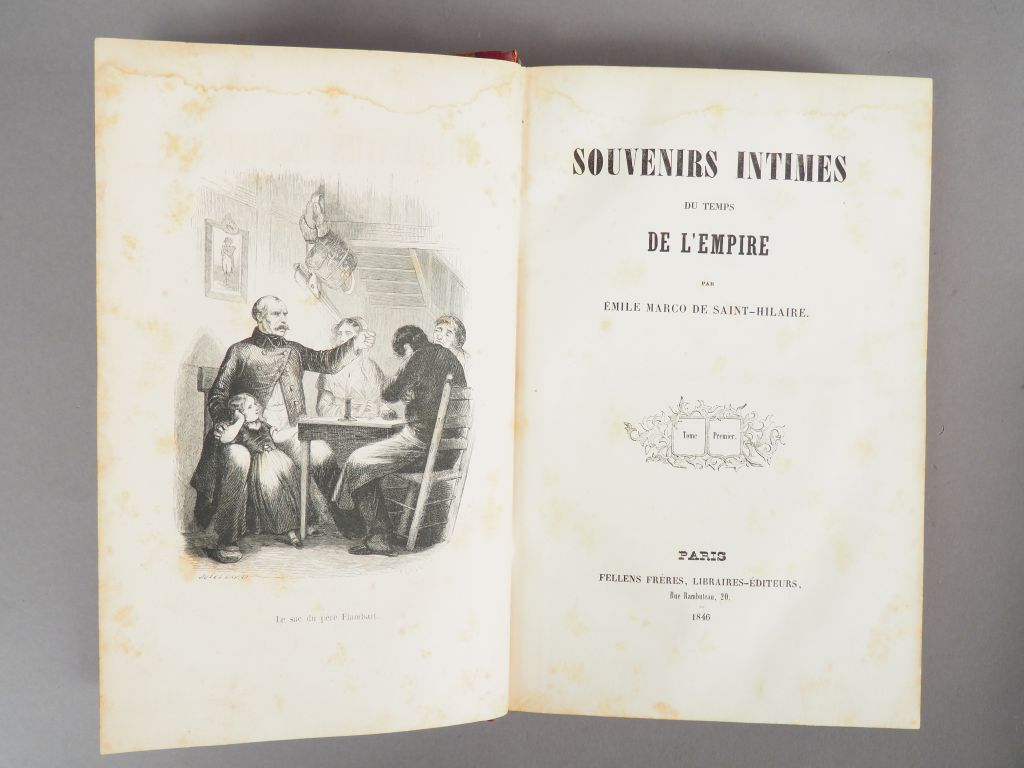 Le sac du père Flambart.
SOUVENIRS INTIMES
DU TEMPS
DE L'EMPIRE
PAR
EMILE MARCO DE SAINT-HILAIRE.
Tome Premier.
PARIS
FELLENS FRÈRES, LIBRAIRES-ÉDITEURS,
Rue Rambuteau, 20.
1846